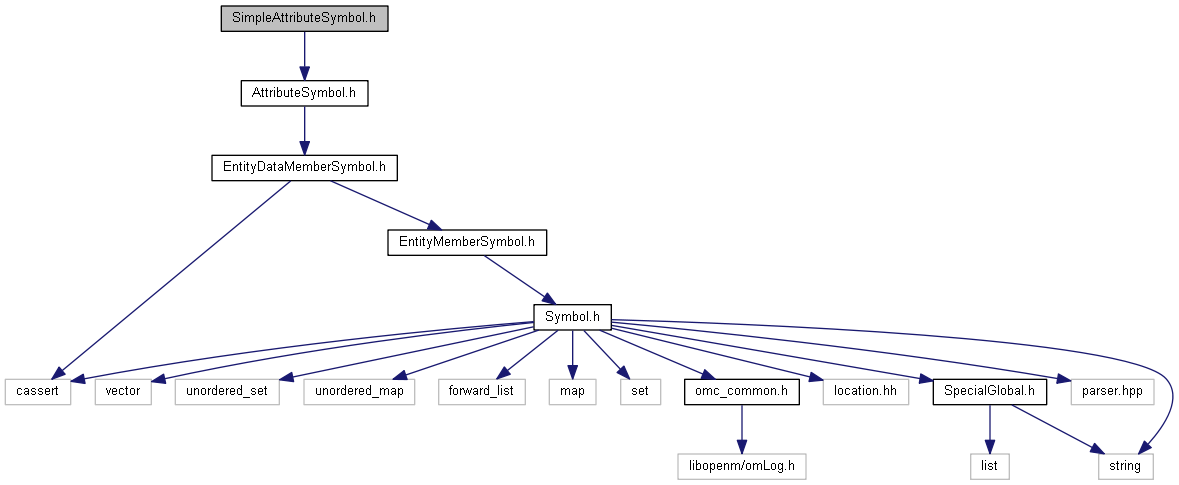 SimpleAttributeSymbol.h
AttributeSymbol.h
EntityDataMemberSymbol.h
EntityMemberSymbol.h
Symbol.h
cassert
vector
unordered_set
unordered_map
forward_list
map
set
omc_common.h
location.hh
SpecialGlobal.h
parser.hpp
libopenm/omLog.h
list
string